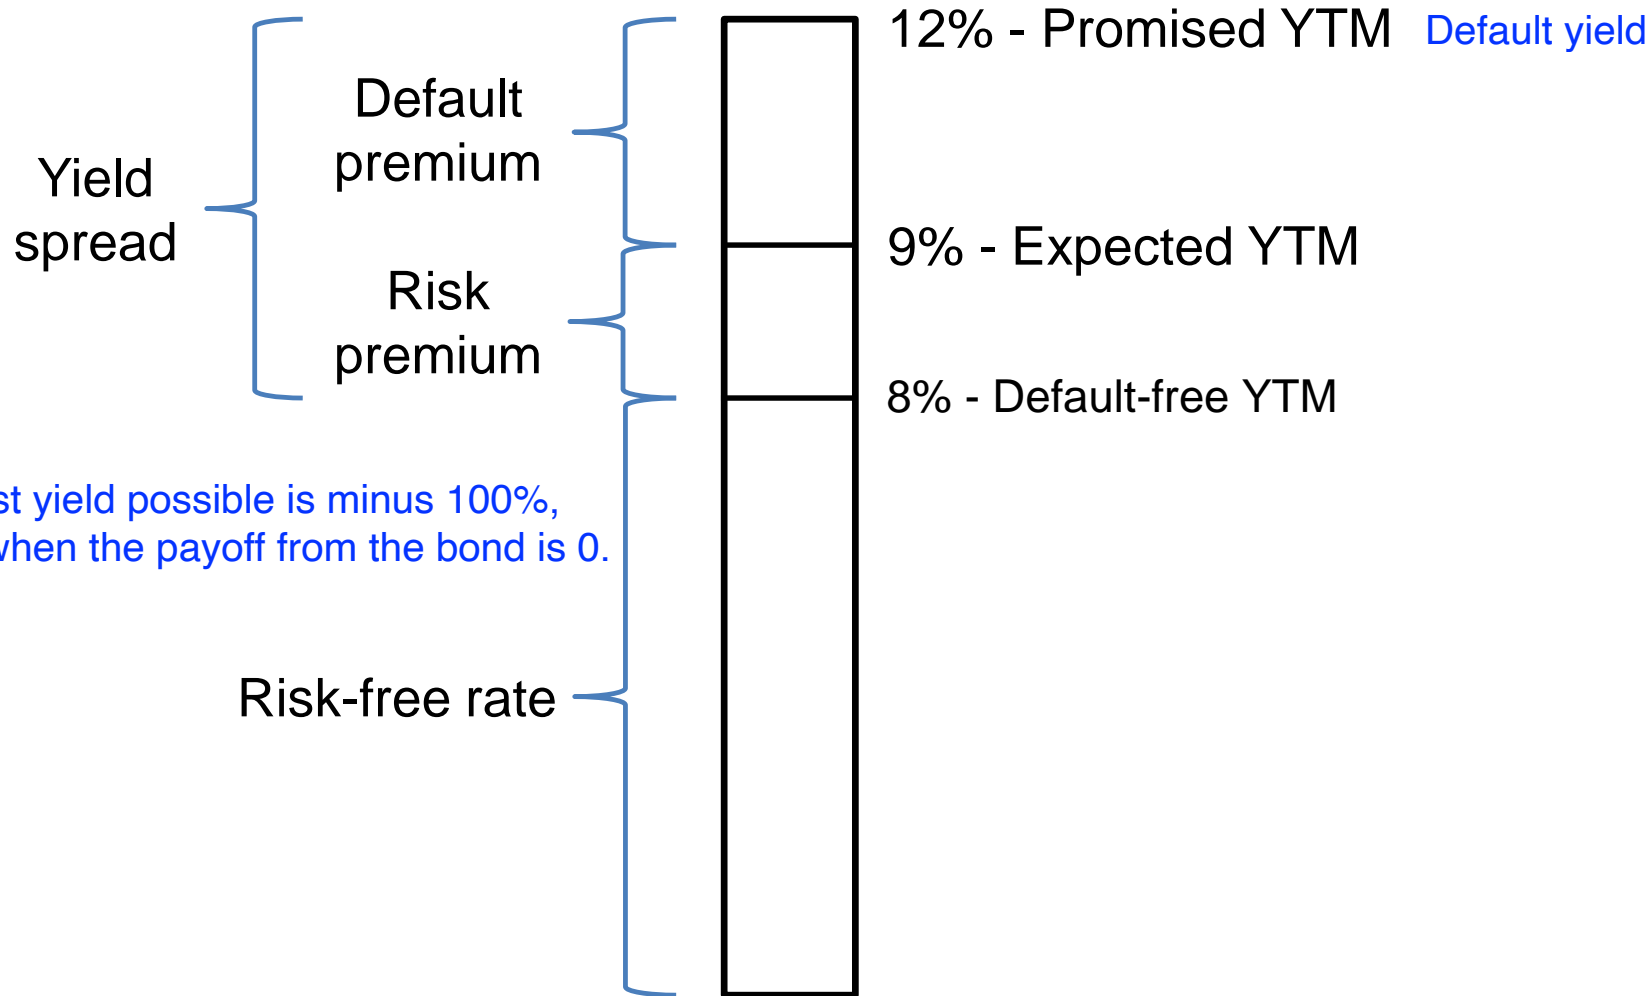 12% - Promised YTM Default yield
Default
premium
Yield
spread
9% - Expected YTM
Risk
premium
8% - Default-free YTM
yield possible is minus 100%,
when the payoff from the bond is 0.
Risk-free rate